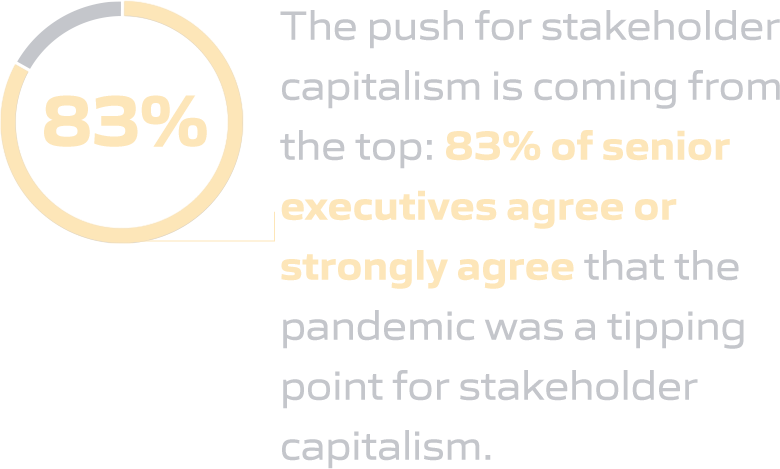 83%
The push for stakeholder
capitalism is coming from
the top: 83% of senior
executives agree or
strongly agree that the
pandemic was a tipping
point for stakeholder
capitalism.